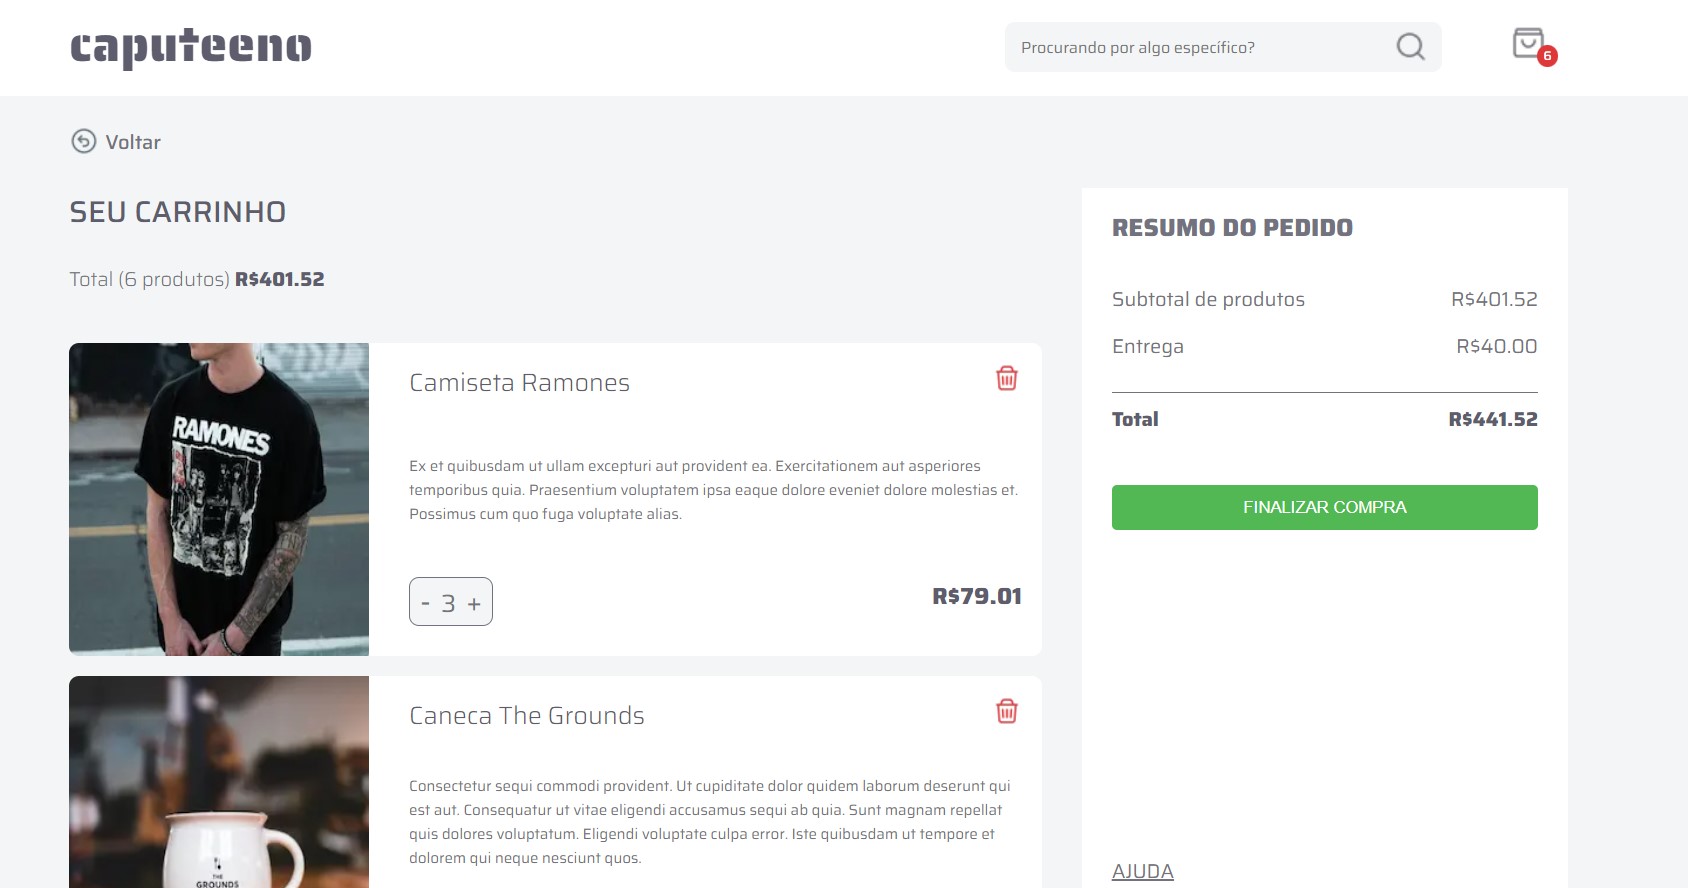 caputeeno
Procurando por algo específico?
6
Voltar
SEU CARRINHO
Total (6 produtos) R$401.52
RAMONES
Camiseta Ramones
Ex et quibusdam ut ullam excepturi aut provident ea. Exercitationem aut asperiores
temporibus quia. Praesentium voluptatem ipsa eaque dolore eveniet dolore molestias et.
Possimus cum quo fuga voluptate alias.
- 3 +
R$79.01
Caneca The Grounds
Consectetur sequi commodi provident. Ut cupiditate dolor quidem laborum deserunt qui
est aut. Consequatur ut vitae eligendi accusamus sequi ab quia. Sunt magnam repellat
quis dolores voluptatum. Eligendi voluptate culpa error. Iste quibusdam ut tempore et
dolorem qui neque nesciunt quos.
THE
GROUNDS
RESUMO DO PEDIDO
Subtotal de produtos R$401.52
Entrega R$40.00
Total R$441.52
FINALIZAR COMPRA
AJUDA